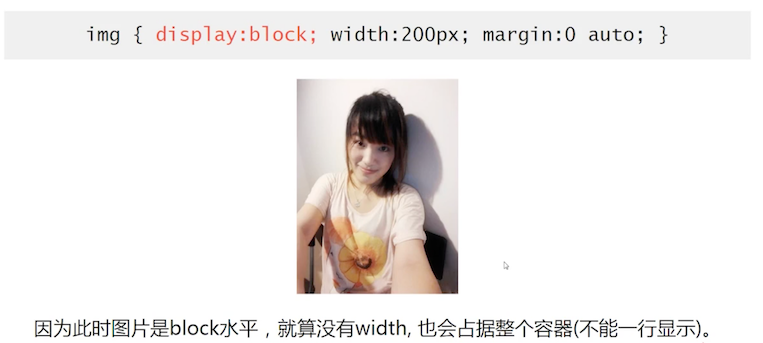 img { display:block; width:200px; margin:0 auto; }
因为此时图片是block水平，就算没有width, 也会占据整个容器(不能一行显示)。